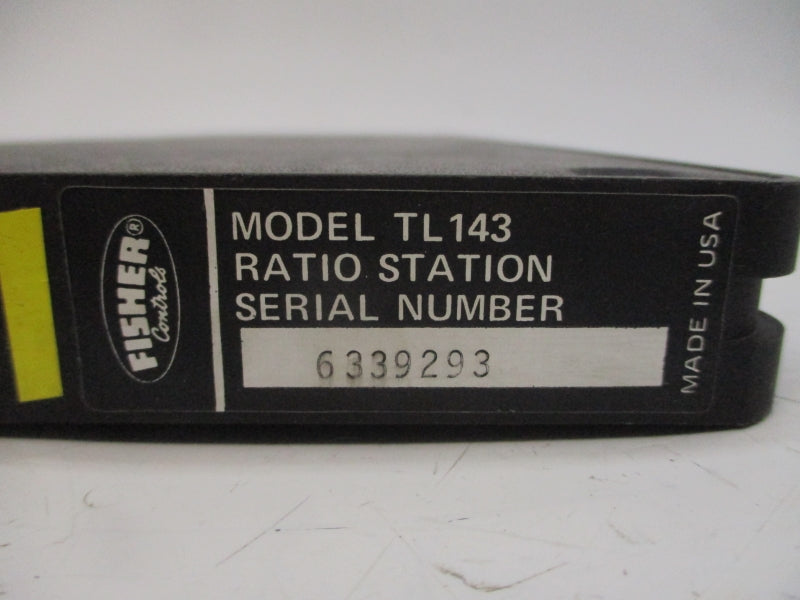 FISHER®
Controls
MODEL TL143
RATIO STATION
SERIAL NUMBER
6339293
MADE IN USA